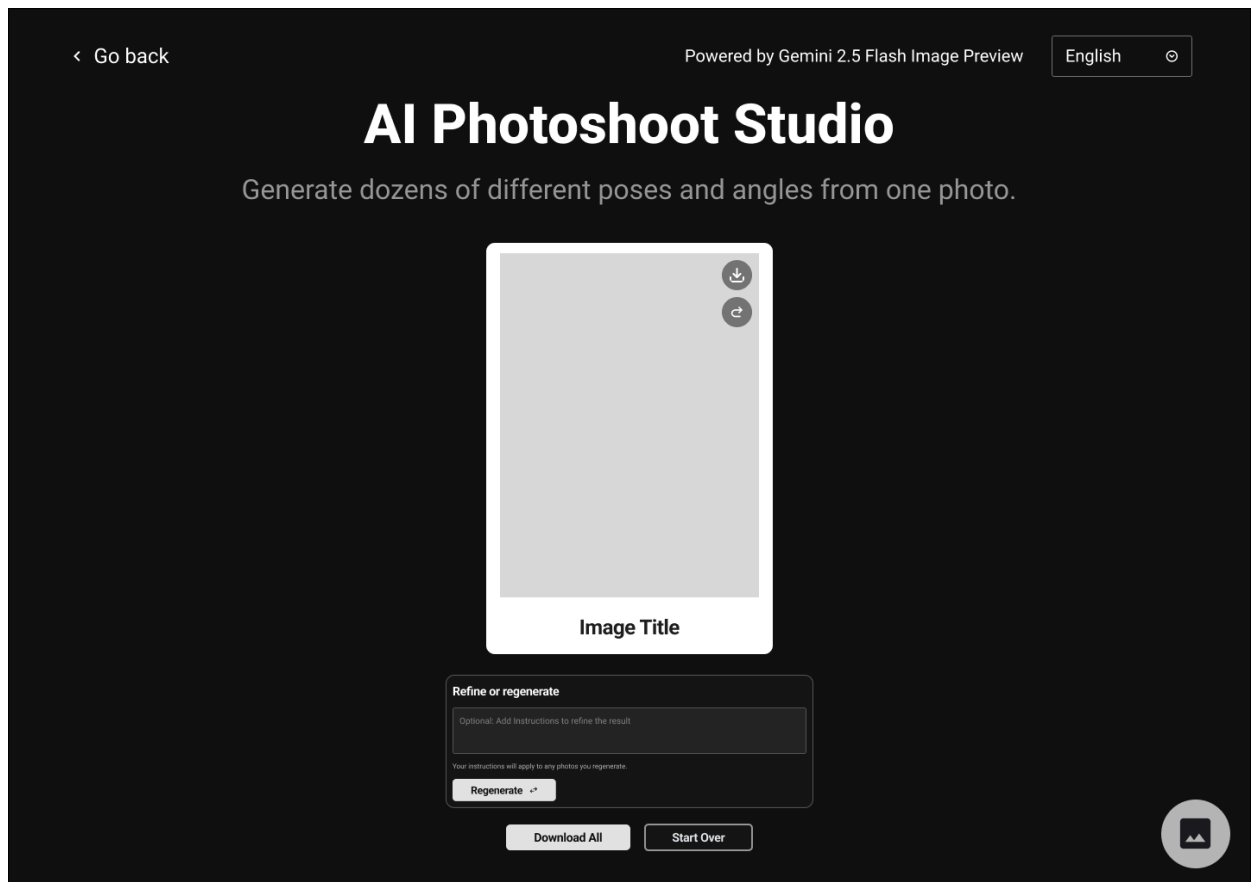 Go back
Powered by Gemini 2.5 Flash Image Preview
English
AI Photoshoot Studio
Generate dozens of different poses and angles from one photo.
Image Title
Refine or regenerate
Optional: Add Instructions to refine the result
Your instructions will apply to any photos you regenerate.
Regenerate
Download All
Start Over